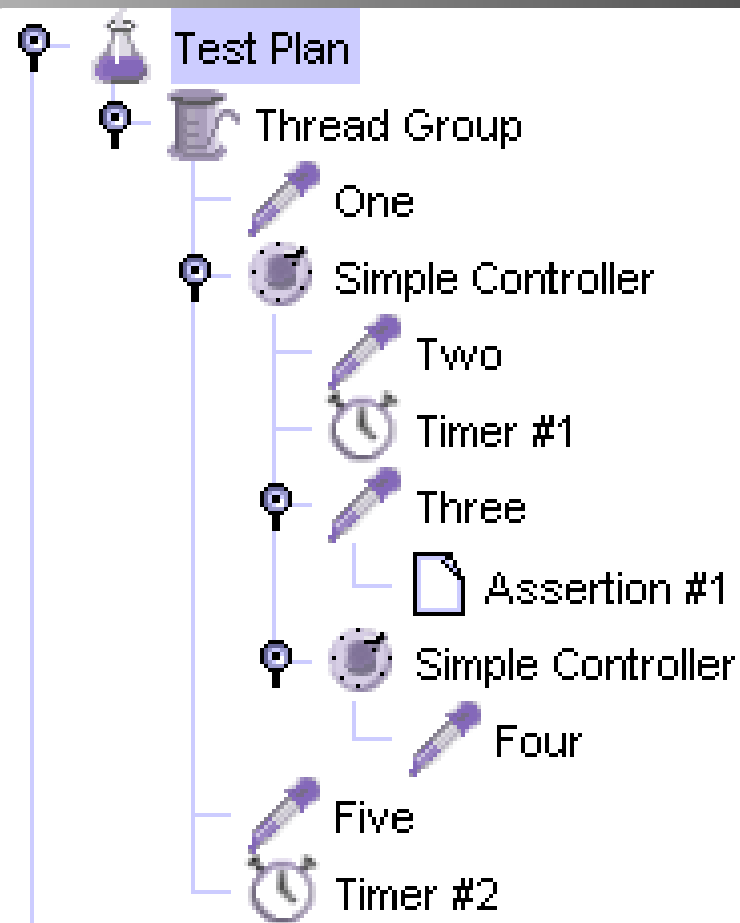 Test Plan
Thread Group
One
Simple Controller
Two
Timer #1
Three
Assertion #1
Simple Controller
Four
Five
Timer #2